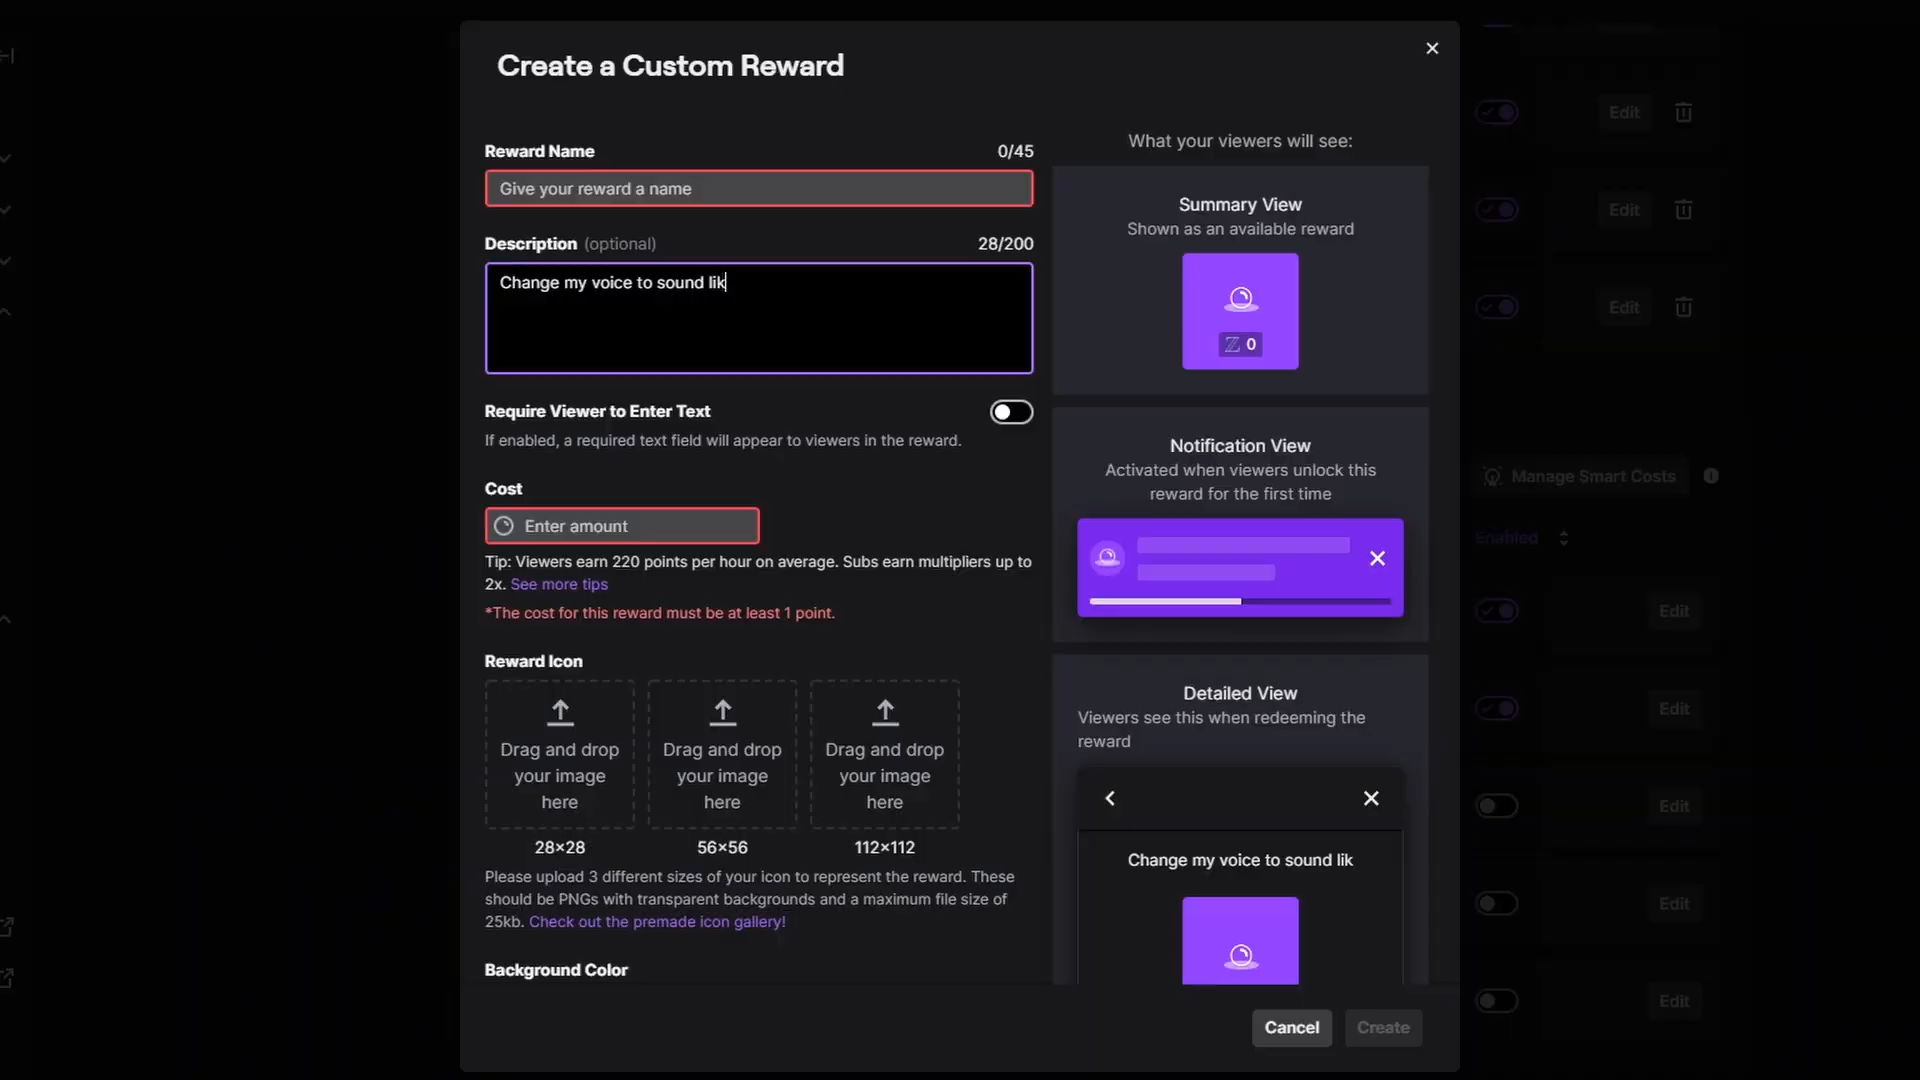 Create a Custom Reward
Reward Name 0/45
Give your reward a name
Description (optional) 28/200
Change my voice to sound lik
Require Viewer to Enter Text
If enabled, a required text field will appear to viewers in the reward.
Cost
Enter amount
Tip: Viewers earn 220 points per hour on average. Subs earn multipliers up to
2x. See more tips
*The cost for this reward must be at least 1 point.
Reward Icon
Drag and drop
your image
here
28×28
Drag and drop
your image
here
56×56
Drag and drop
your image
here
112×112
Please upload 3 different sizes of your icon to represent the reward. These
should be PNGs with transparent backgrounds and a maximum file size of
25kb. Check out the premade icon gallery!
Background Color
What your viewers will see:
Summary View
Shown as an available reward
0
Notification View
Activated when viewers unlock this
reward for the first time
Detailed View
Viewers see this when redeeming the
reward
Change my voice to sound lik
Cancel
Create
Edit
Edit
Edit
Manage Smart Costs
Enabled
Edit
Edit
Edit
Edit
Edit